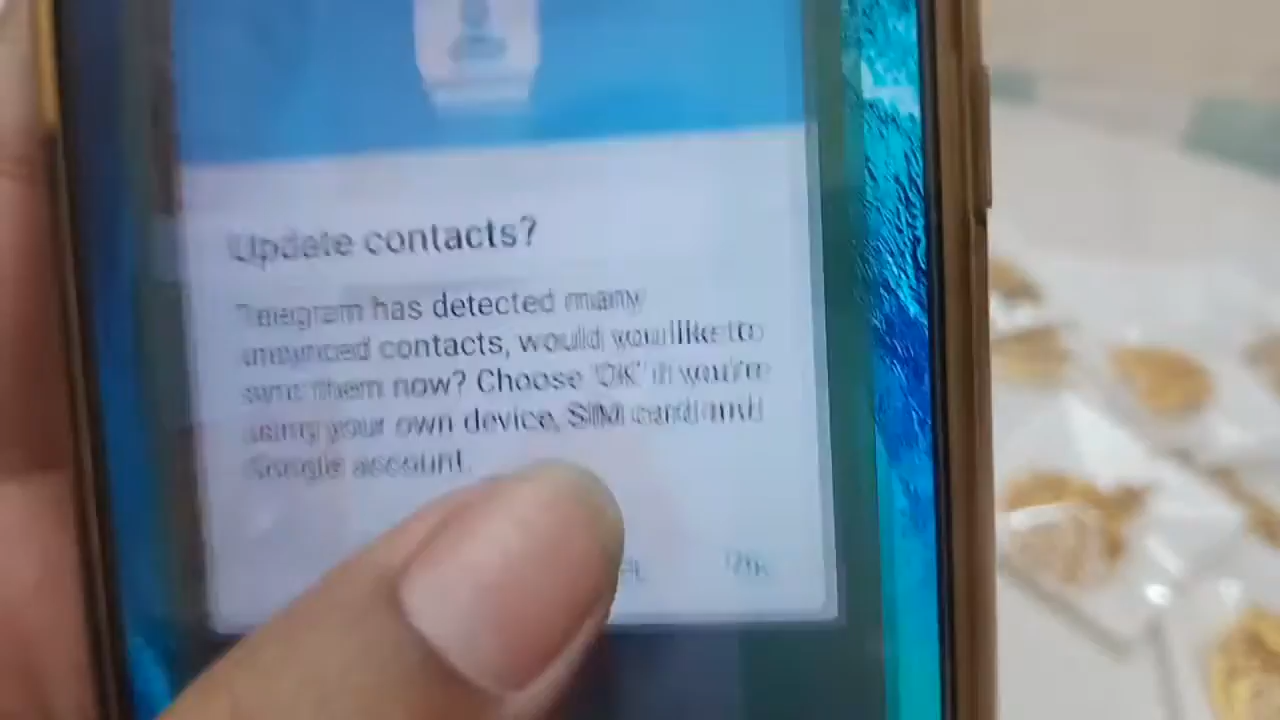 Update contacts?
Telegram has detected many
unsynced contacts, would you like to
sync them now? Choose 'OK' if you're
using your own device, SIM card and
Google account.
OK